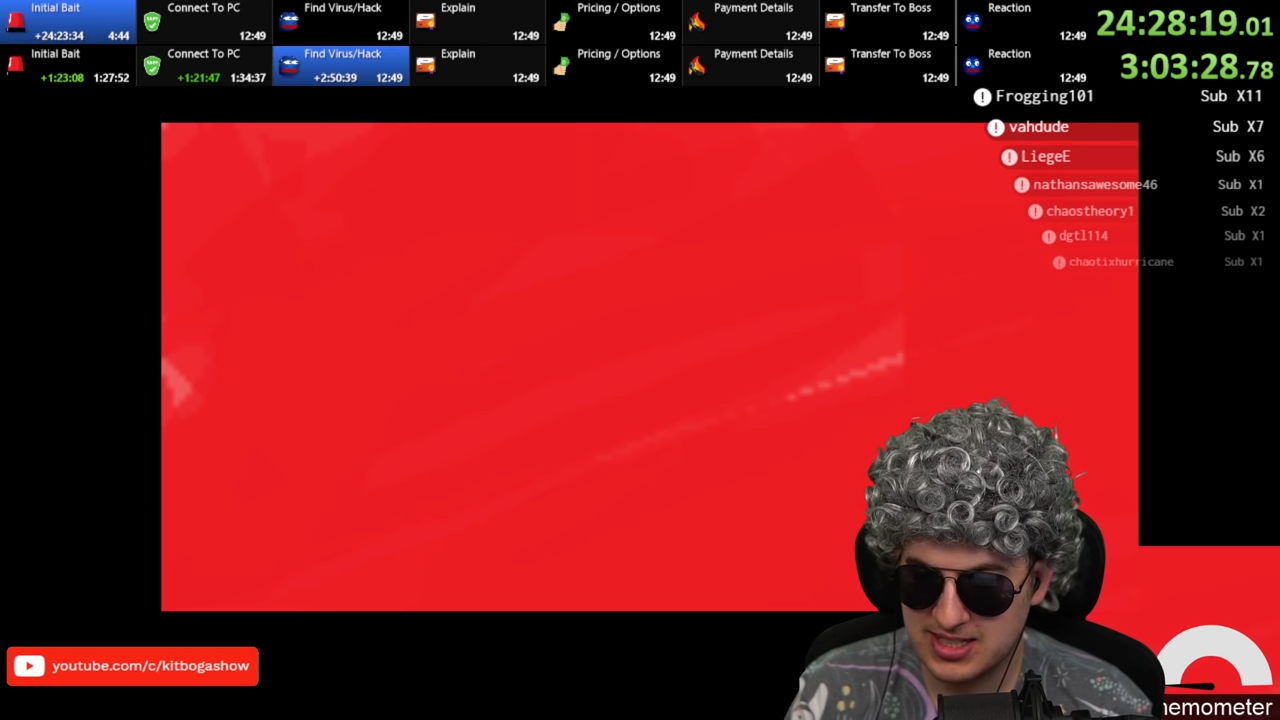 Initial Bait
+24:23:34 4:44
Connect To PC
12:49
Find Virus/Hack
12:49
Explain
12:49
Pricing / Options
12:49
Payment Details
12:49
Transfer To Boss
12:49
Reaction
12:49
24:28:19.01
Initial Bait
+1:23:08 1:27:52
Connect To PC
+1:21:47 1:34:37
Find Virus/Hack
+2:50:39 12:49
Explain
12:49
Pricing / Options
12:49
Payment Details
12:49
Transfer To Boss
12:49
Reaction
12:49
3:03:28.78
Frogging101 Sub X11
vahdude Sub X7
LiegeE Sub X6
nathansawesome46 Sub X1
chaostheory1 Sub X2
dgtl114 Sub X1
chaotixhurricane Sub X1
youtube.com/c/kitbogashow
nemometer